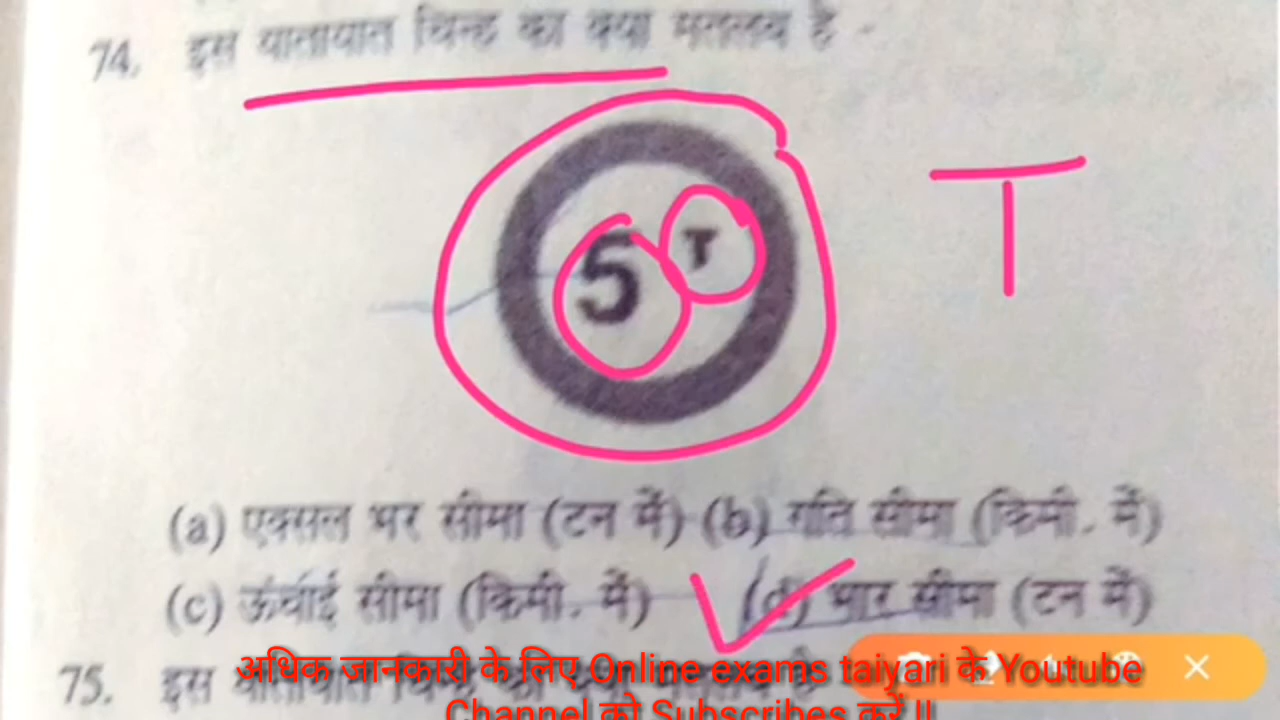 74. इस यातायात चिन्ह का क्या मतलब है -
5 T
T
(a) एक्सल भर सीमा (टन में) (b) गति सीमा (किमी. में)
(c) ऊंचाई सीमा (किमी. में) (d) भार सीमा (टन में)
75. इस
अधिक जानकारी के लिए Online exams taiyari के Youtube
Channel को Subscribes करें !!